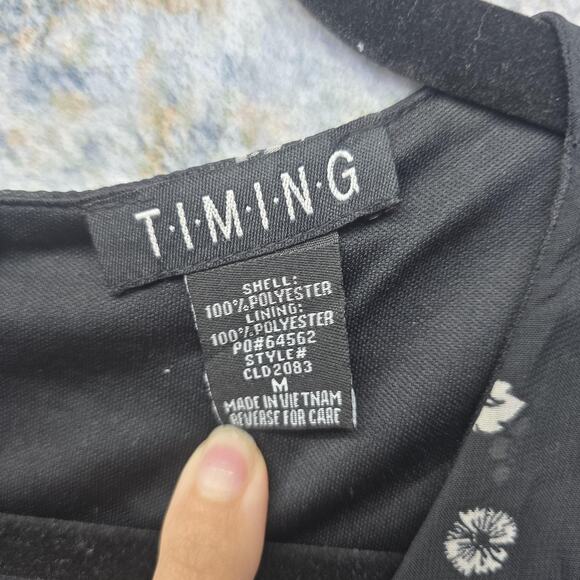 T·I·M·I·N·G
SHELL:
100%POLYESTER
LINING:
100%POLYESTER
PO#64562
STYLE#
CLD2083
M
MADE IN VIETNAM
REVERSE FOR CARE